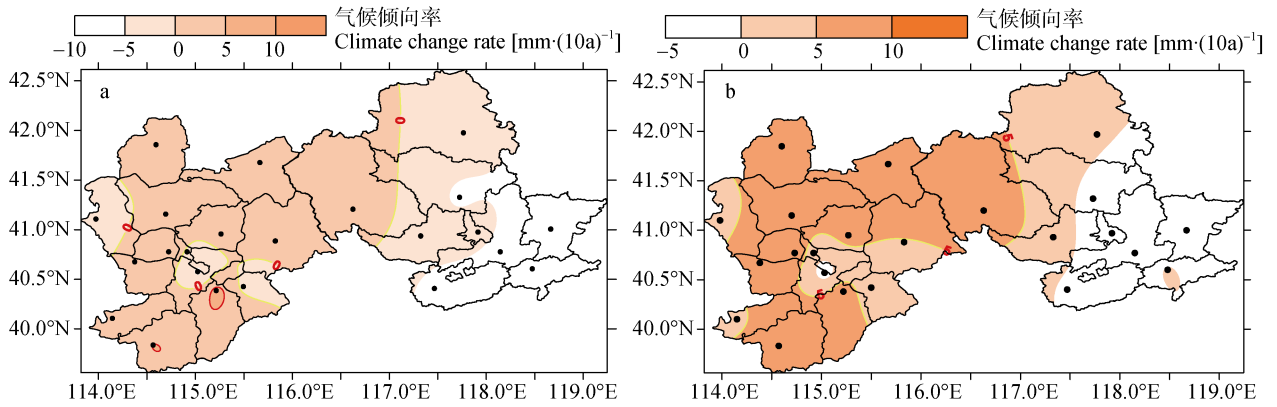 气候倾向率
Climate change rate [mm·(10a)⁻¹]
−10 −5 0 5 10
a
42.5°N
42.0°N
41.5°N
41.0°N
40.5°N
40.0°N
0
0
0
0
114.0°E 115.0°E 116.0°E 117.0°E 118.0°E 119.0°E
气候倾向率
Climate change rate [mm·(10a)⁻¹]
−5 0 5 10
b
42.5°N
42.0°N
41.5°N
41.0°N
40.5°N
40.0°N
5
5
5
114.0°E 115.0°E 116.0°E 117.0°E 118.0°E 119.0°E